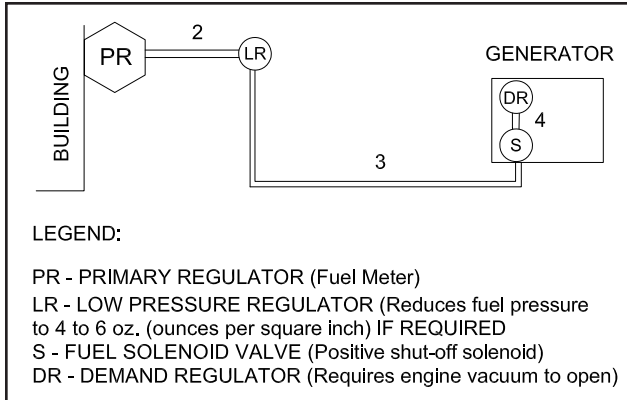 2
PR
LR
GENERATOR
BUILDING
DR
4
S
3
LEGEND:
PR - PRIMARY REGULATOR (Fuel Meter)
LR - LOW PRESSURE REGULATOR (Reduces fuel pressure
to 4 to 6 oz. (ounces per square inch) IF REQUIRED
S - FUEL SOLENOID VALVE (Positive shut-off solenoid)
DR - DEMAND REGULATOR (Requires engine vacuum to open)